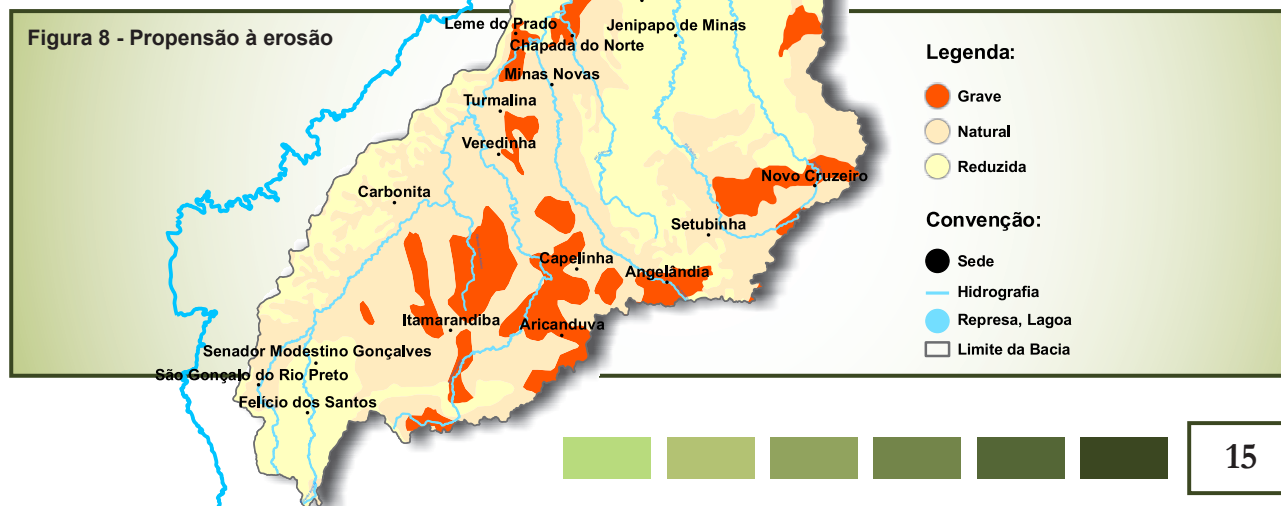 Figura 8 - Propensão à erosão
Leme do Prado
Jenipapo de Minas
Chapada do Norte
Minas Novas
Turmalina
Veredinha
Carbonita
Novo Cruzeiro
Setubinha
Capelinha
Angelândia
Itamarandiba
Aricanduva
Senador Modestino Gonçalves
São Gonçalo do Rio Preto
Felício dos Santos
Legenda:
Grave
Natural
Reduzida
Convenção:
Sede
Hidrografia
Represa, Lagoa
Limite da Bacia
15